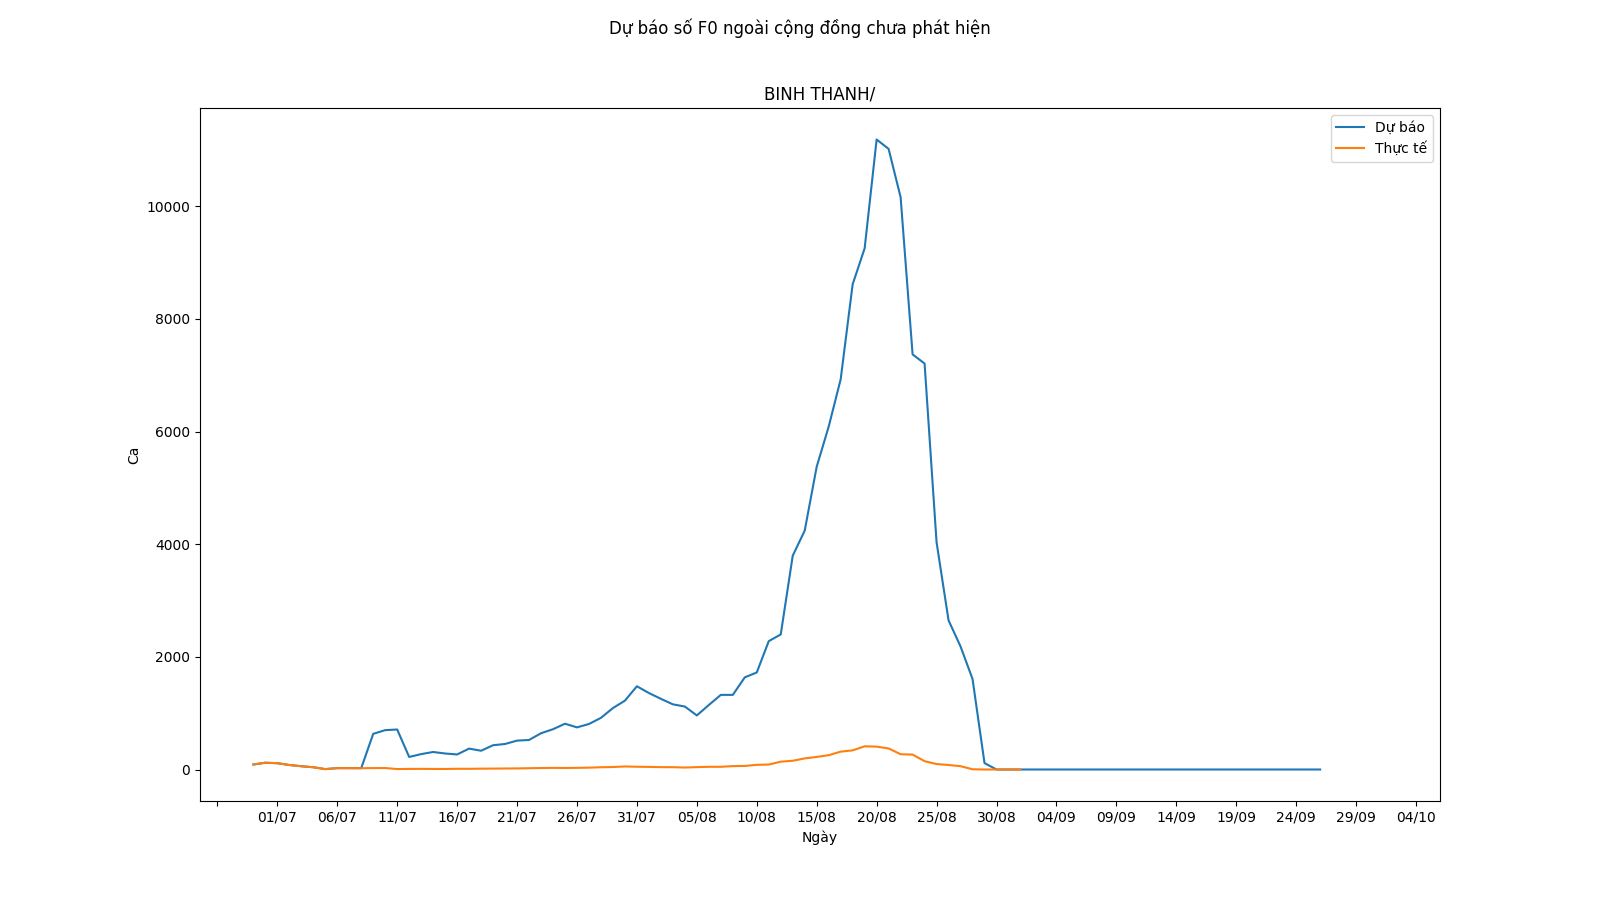 Dự báo số F0 ngoài cộng đồng chưa phát hiện
BINH THANH/
Dự báo
Thực tế
10000
8000
6000
4000
2000
0
Ca
01/07 06/07 11/07 16/07 21/07 26/07 31/07 05/08 10/08 15/08 20/08 25/08 30/08 04/09 09/09 14/09 19/09 24/09 29/09 04/10
Ngày